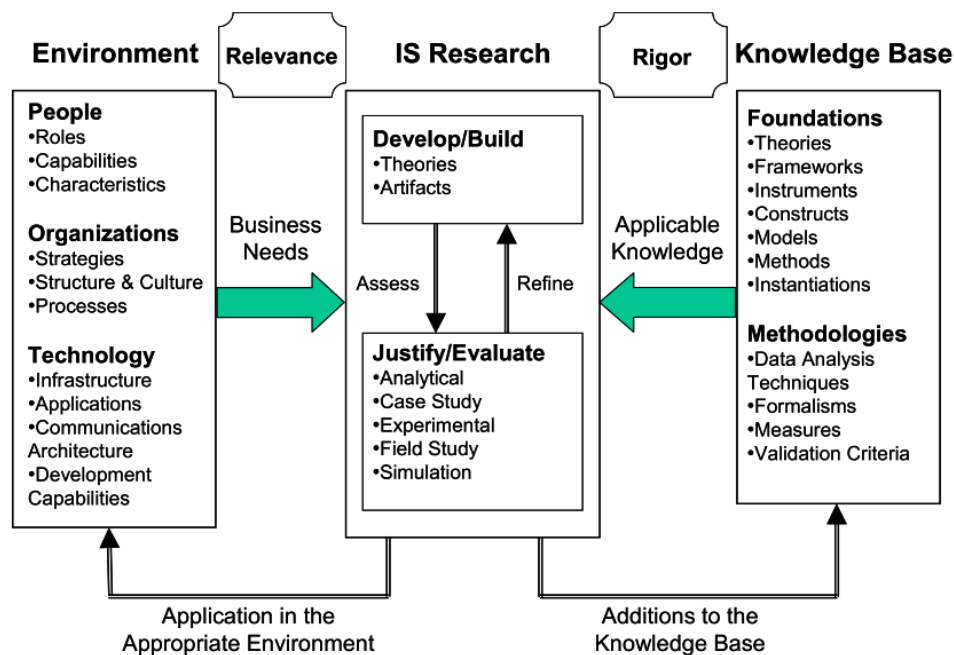 Environment
Relevance
IS Research
Rigor
Knowledge Base
People
•Roles
•Capabilities
•Characteristics
Organizations
•Strategies
•Structure & Culture
•Processes
Technology
•Infrastructure
•Applications
•Communications
Architecture
•Development
Capabilities
Business
Needs
Develop/Build
•Theories
•Artifacts
Assess
Refine
Justify/Evaluate
•Analytical
•Case Study
•Experimental
•Field Study
•Simulation
Applicable
Knowledge
Foundations
•Theories
•Frameworks
•Instruments
•Constructs
•Models
•Methods
•Instantiations
Methodologies
•Data Analysis
Techniques
•Formalisms
•Measures
•Validation Criteria
Application in the
Appropriate Environment
Additions to the
Knowledge Base